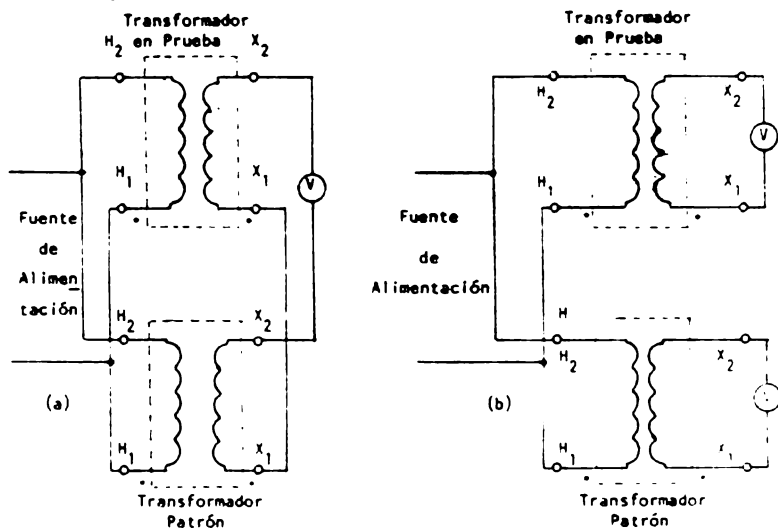 Transformador
en Prueba
H2
X2
H1
X1
V
Fuente
de
Alimen
tación
H2
X2
(a)
H1
X1
Transformador
Patrón
Transformador
en Prueba
H2
X2
H1
X1
V
Fuente
de
Alimentación
H
H2
X2
(b)
H1
X1
Transformador
Patrón